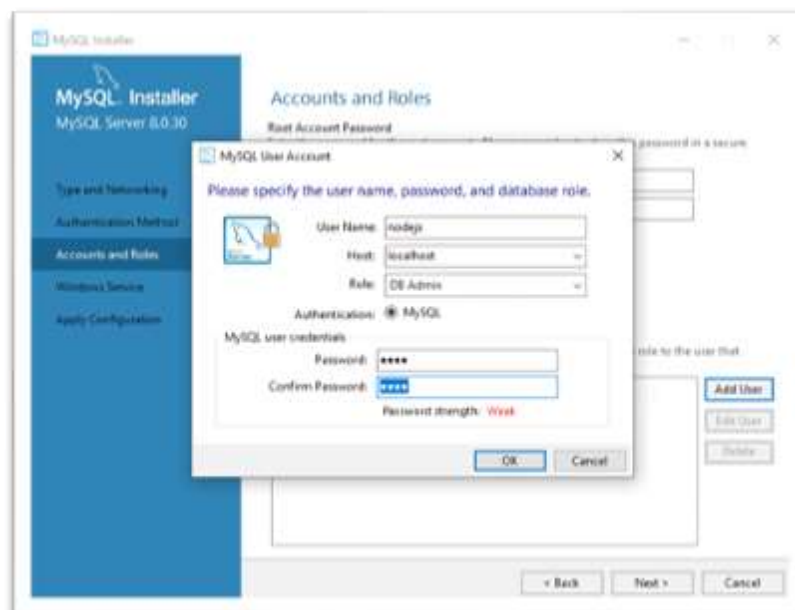 MySQL Installer
MySQL Installer
MySQL Server 8.0.30
Type and Networking
Authentication Method
Accounts and Roles
Windows Service
Apply Configuration
Accounts and Roles
Root Account Password
password in a secure
MySQL User Account
Please specify the user name, password, and database role.
Server
User Name: nodejs
Host: localhost
Role: DB Admin
Authentication: MySQL
MySQL user credentials
Password: ••••
Confirm Password: ••••
Password strength: Weak
OK Cancel
role to the user that
Add User
Edit User
Delete
< Back Next > Cancel